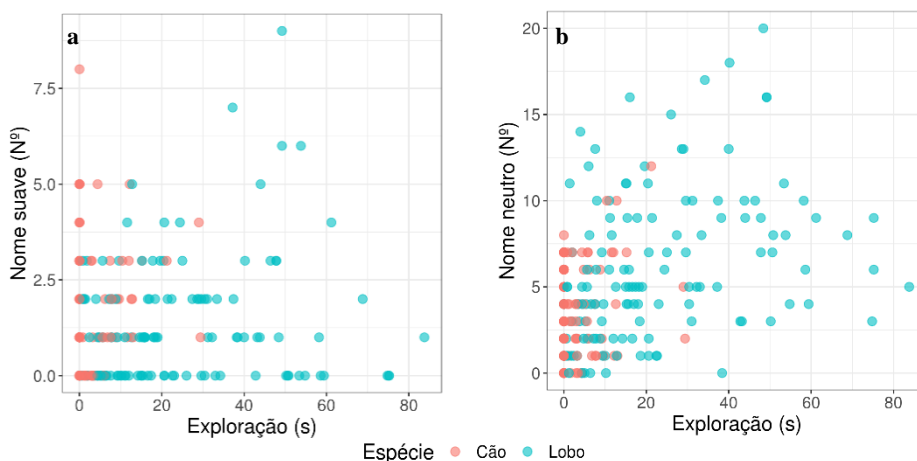 a
Nome suave (Nº)
7.5
5.0
2.5
0.0
0 20 40 60 80
Exploração (s)
b
Nome neutro (Nº)
20
15
10
5
0
0 20 40 60 80
Exploração (s)
Espécie Cão Lobo